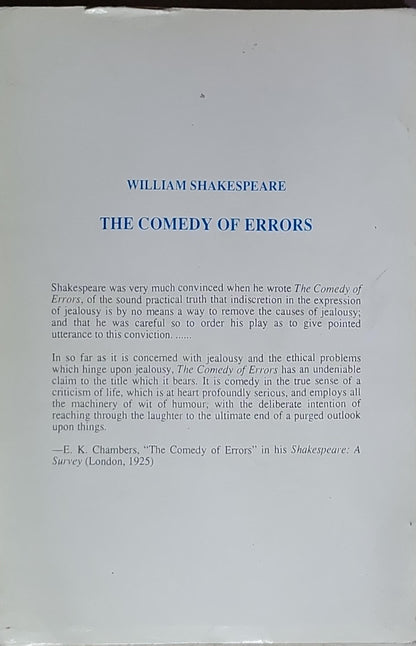 WILLIAM SHAKESPEARE
THE COMEDY OF ERRORS
Shakespeare was very much convinced when he wrote The Comedy of
Errors, of the sound practical truth that indiscretion in the expression
of jealousy is by no means a way to remove the causes of jealousy;
and that he was careful so to order his play as to give pointed
utterance to this conviction. ......
In so far as it is concerned with jealousy and the ethical problems
which hinge upon jealousy, The Comedy of Errors has an undeniable
claim to the title which it bears. It is comedy in the true sense of a
criticism of life, which is at heart profoundly serious, and employs all
the machinery of wit of humour, with the deliberate intention of
reaching through the laughter to the ultimate end of a purged outlook
upon things.
—E. K. Chambers, “The Comedy of Errors” in his Shakespeare: A
Survey (London, 1925)